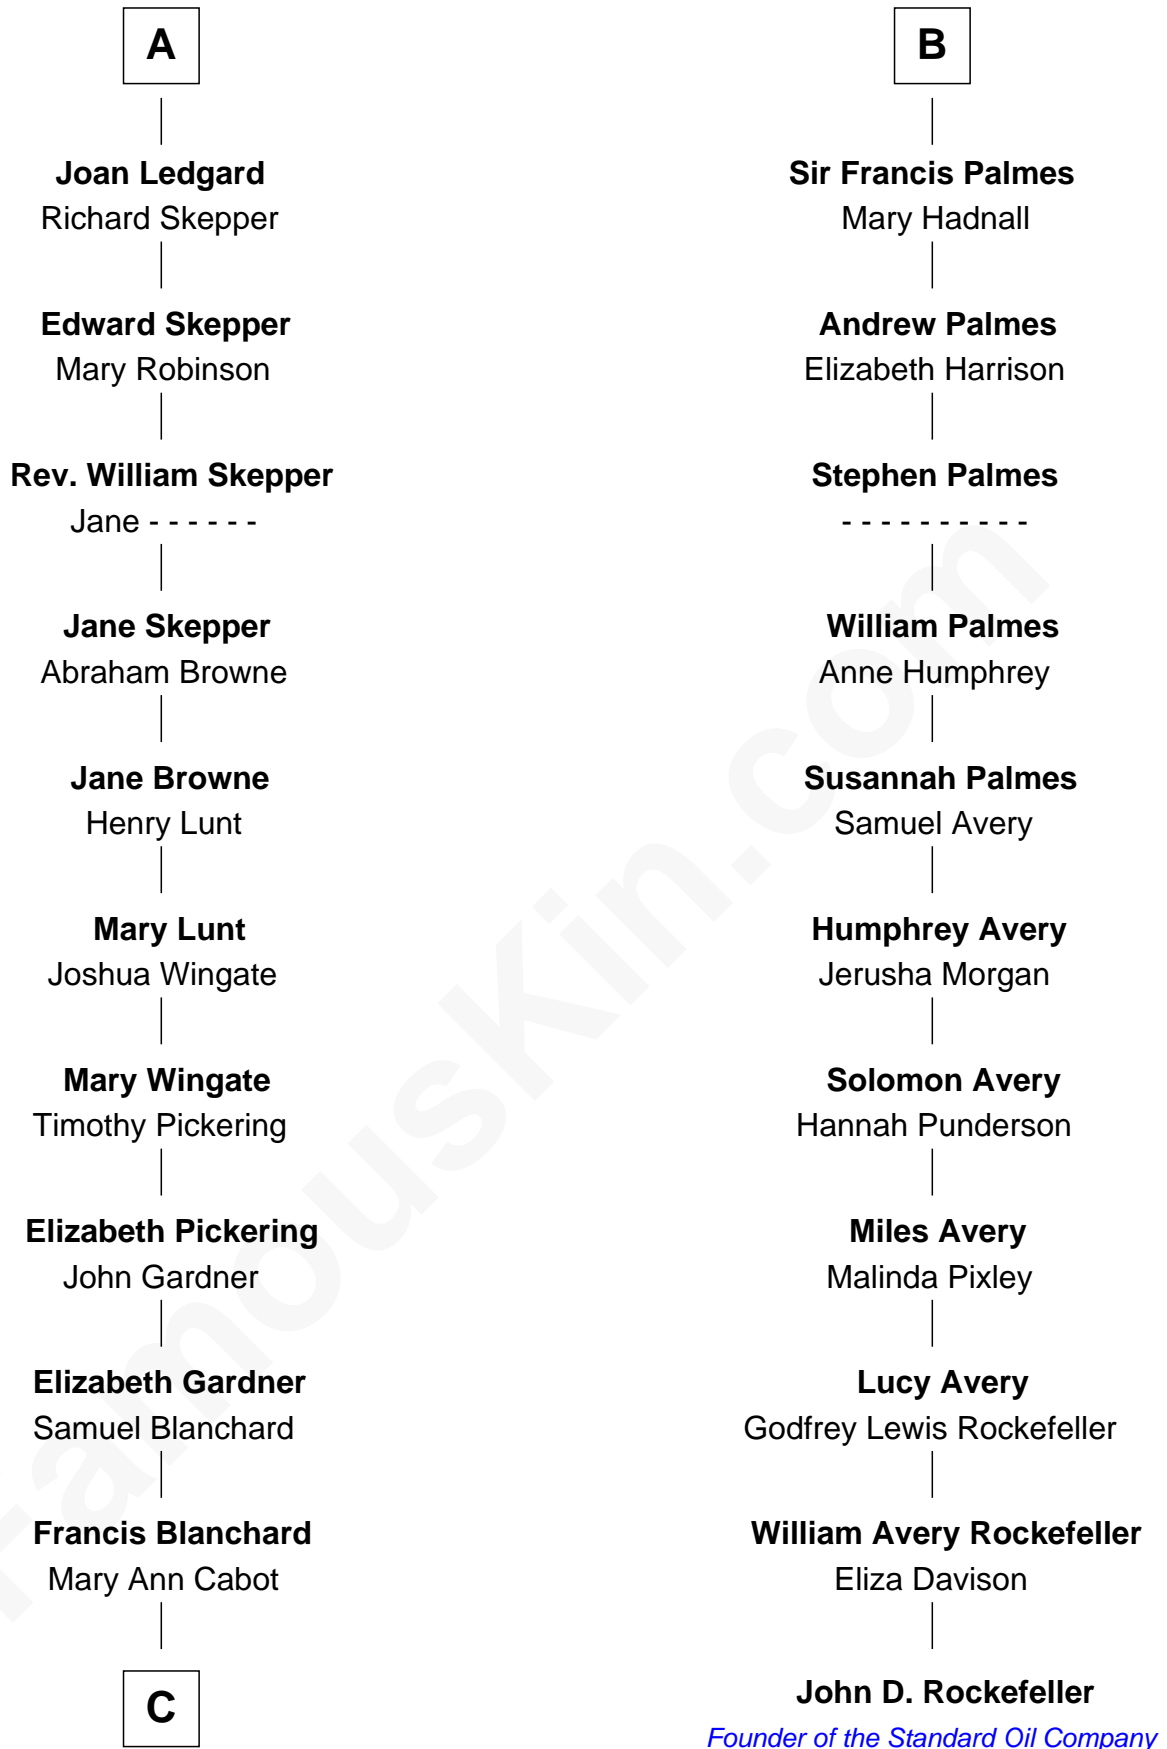 A
Joan Ledgard
Richard Skepper
Edward Skepper
Mary Robinson
Rev. William Skepper
Jane - - - - - -
Jane Skepper
Abraham Browne
Jane Browne
Henry Lunt
Mary Lunt
Joshua Wingate
Mary Wingate
Timothy Pickering
Elizabeth Pickering
John Gardner
Elizabeth Gardner
Samuel Blanchard
Francis Blanchard
Mary Ann Cabot
C
B
Sir Francis Palmes
Mary Hadnall
Andrew Palmes
Elizabeth Harrison
Stephen Palmes
- - - - - - - - - -
William Palmes
Anne Humphrey
Susannah Palmes
Samuel Avery
Humphrey Avery
Jerusha Morgan
Solomon Avery
Hannah Punderson
Miles Avery
Malinda Pixley
Lucy Avery
Godfrey Lewis Rockefeller
William Avery Rockefeller
Eliza Davison
John D. Rockefeller
Founder of the Standard Oil Company
FamousKin.com